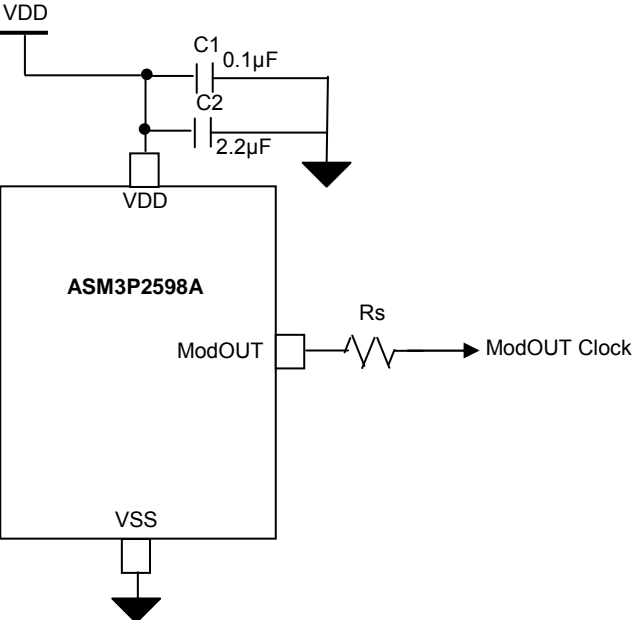 VDD
C1
0.1µF
C2
2.2µF
VDD
ASM3P2598A
Rs
ModOUT
ModOUT Clock
VSS